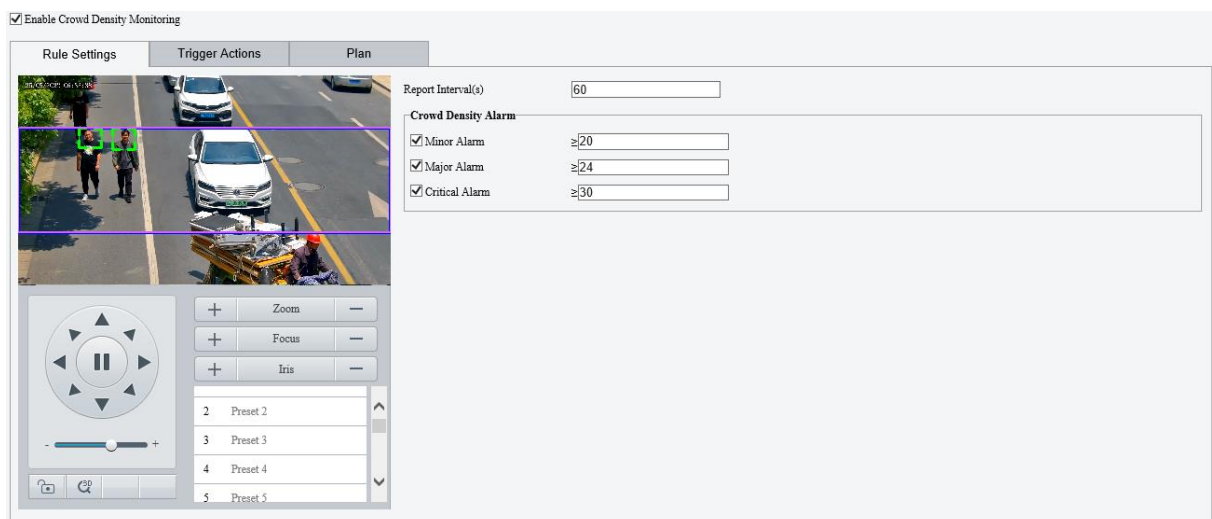 Enable Crowd Density Monitoring
Rule Settings
Trigger Actions
Plan
Report Interval(s) 60
Crowd Density Alarm
Minor Alarm ≥20
Major Alarm ≥24
Critical Alarm ≥30
+ Zoom −
+ Focus −
+ Iris −
2 Preset 2
3 Preset 3
4 Preset 4
5 Preset 5
- +
3D